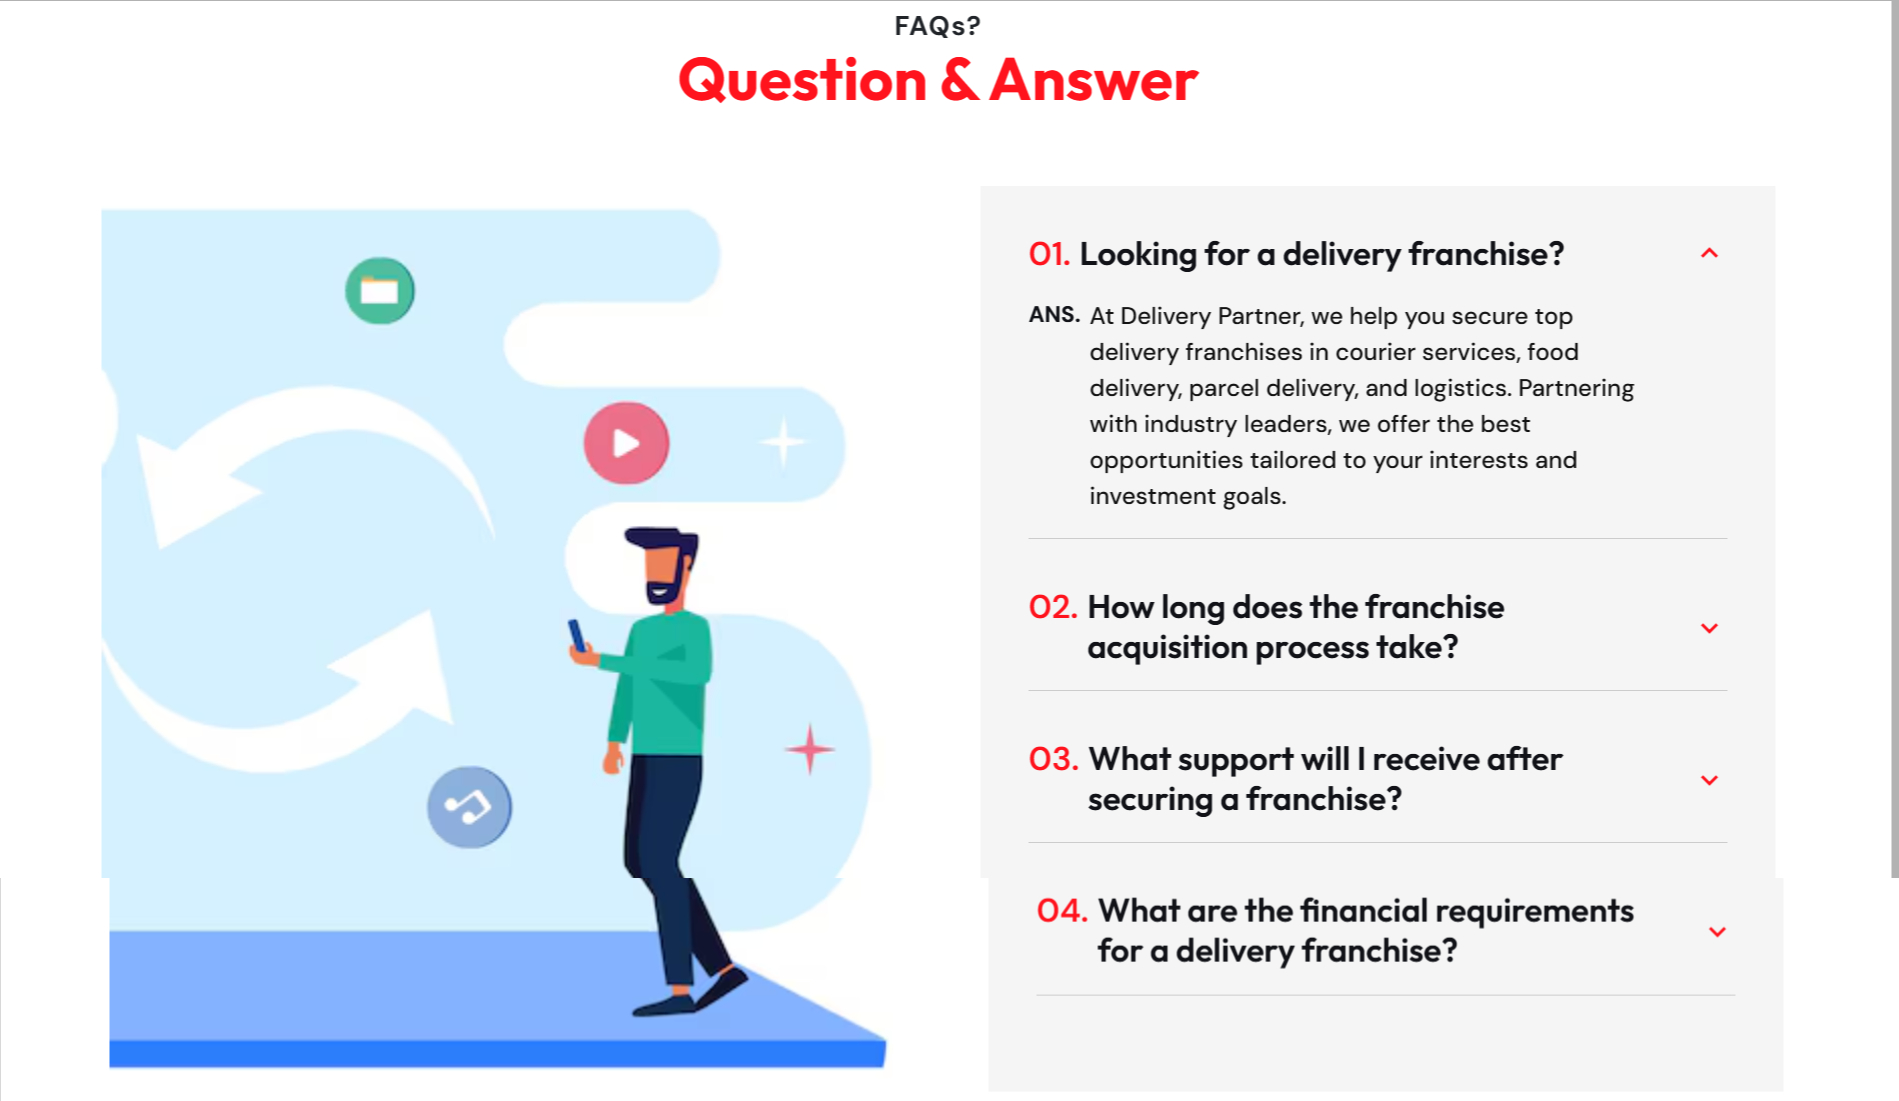 FAQs?
Question & Answer
01. Looking for a delivery franchise?
ANS. At Delivery Partner, we help you secure top
delivery franchises in courier services, food
delivery, parcel delivery, and logistics. Partnering
with industry leaders, we offer the best
opportunities tailored to your interests and
investment goals.
02. How long does the franchise
acquisition process take?
03. What support will I receive after
securing a franchise?
04. What are the financial requirements
for a delivery franchise?